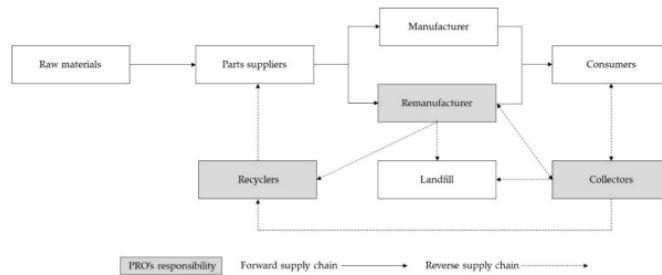 Manufacturer
Raw materials
Parts suppliers
Consumers
Remanufacturer
Recyclers
Landfill
Collectors
PRO's responsibility
Forward supply chain
Reverse supply chain